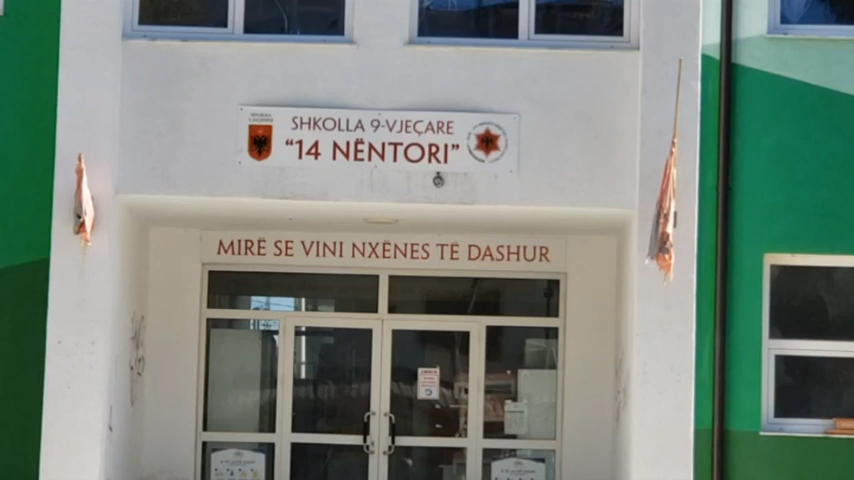 SHKOLLA 9-VJEÇARE
"14 NËNTORI"
MIRË SE VINI NXËNES TË DASHUR